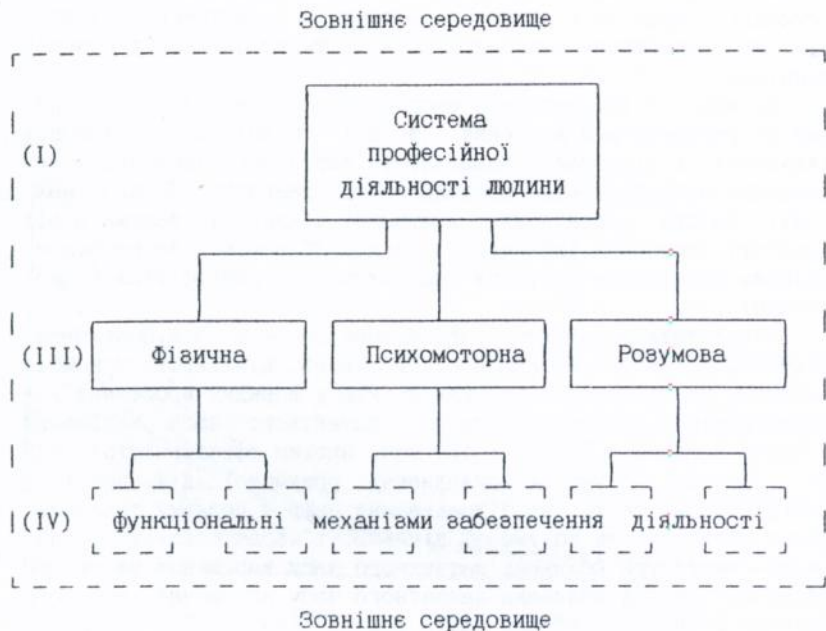 Зовнішнє середовище
Система
(I) професійної
діяльності людини
(III) Фізична Психомоторна Розумова
(IV) функціональні механізми забезпечення діяльності
Зовнішнє середовище